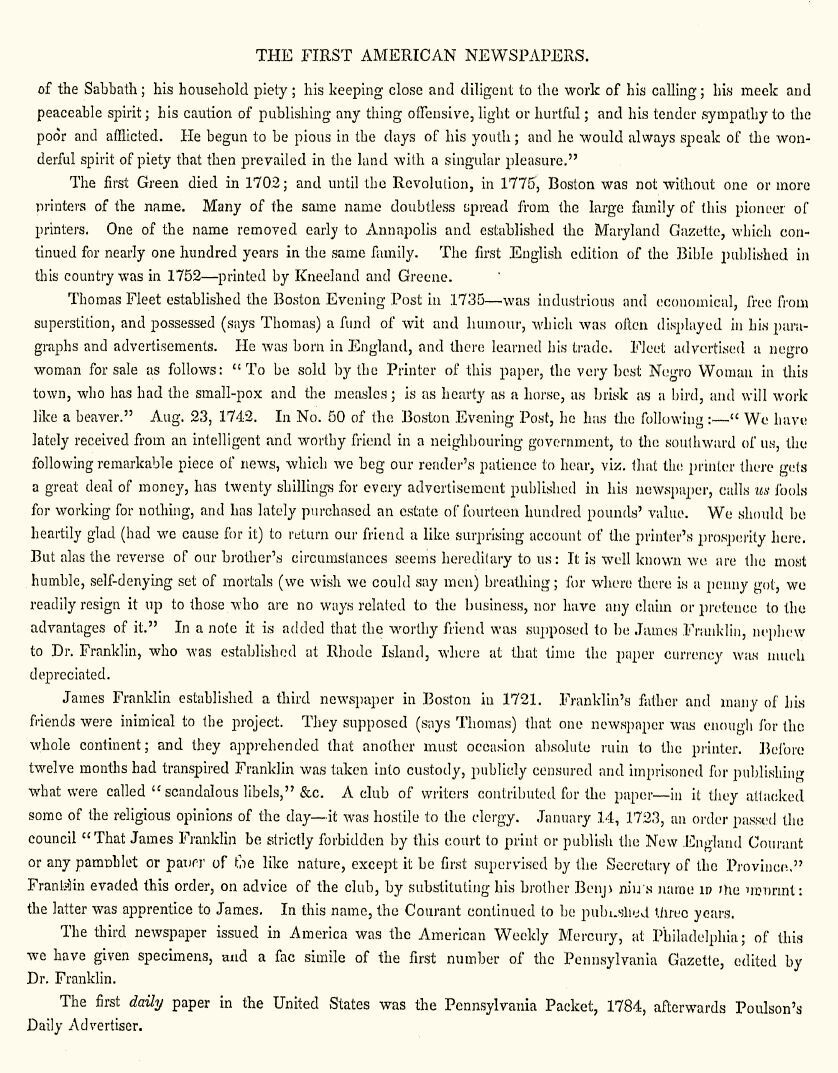 THE FIRST AMERICAN NEWSPAPERS.
of the Sabbath; his household piety; his keeping close and diligent to the work of his calling; his meek and
peaceable spirit; his caution of publishing any thing offensive, light or hurtful; and his tender sympathy to the
poor and afflicted. He begun to be pious in the days of his youth; and he would always speak of the won-
derful spirit of piety that then prevailed in the land with a singular pleasure."
The first Green died in 1702; and until the Revolution, in 1775, Boston was not without one or more
printers of the name. Many of the same name doubtless spread from the large family of this pioneer of
printers. One of the name removed early to Annapolis and established the Maryland Gazette, which con-
tinued for nearly one hundred years in the same family. The first English edition of the Bible published in
this country was in 1752—printed by Kneeland and Greene.
Thomas Fleet established the Boston Evening Post in 1735—was industrious and economical, free from
superstition, and possessed (says Thomas) a fund of wit and humour, which was often displayed in his para-
graphs and advertisements. He was born in England, and there learned his trade. Fleet advertised a negro
woman for sale as follows: "To be sold by the Printer of this paper, the very best Negro Woman in this
town, who has had the small-pox and the measles; is as hearty as a horse, as brisk as a bird, and will work
like a beaver." Aug. 23, 1742. In No. 50 of the Boston Evening Post, he has the following:—"We have
lately received from an intelligent and worthy friend in a neighbouring government, to the southward of us, the
following remarkable piece of news, which we beg our reader's patience to hear, viz. that the printer there gets
a great deal of money, has twenty shillings for every advertisement published in his newspaper, calls us fools
for working for nothing, and has lately purchased an estate of fourteen hundred pounds' value. We should be
heartily glad (had we cause for it) to return our friend a like surprising account of the printer's prosperity here.
But alas the reverse of our brother's circumstances seems hereditary to us: It is well known we are the most
humble, self-denying set of mortals (we wish we could say men) breathing; for where there is a penny got, we
readily resign it up to those who are no ways related to the business, nor have any claim or pretence to the
advantages of it." In a note it is added that the worthy friend was supposed to be James Franklin, nephew
to Dr. Franklin, who was established at Rhode Island, where at that time the paper currency was much
depreciated.
James Franklin established a third newspaper in Boston in 1721. Franklin's father and many of his
friends were inimical to the project. They supposed (says Thomas) that one newspaper was enough for the
whole continent; and they apprehended that another must occasion absolute ruin to the printer. Before
twelve months had transpired Franklin was taken into custody, publicly censured and imprisoned for publishing
what were called "scandalous libels," &c. A club of writers contributed for the paper—in it they attacked
some of the religious opinions of the day—it was hostile to the clergy. January 14, 1723, an order passed the
council "That James Franklin be strictly forbidden by this court to print or publish the New England Courant
or any pamphlet or paper of the like nature, except it be first supervised by the Secretary of the Province."
Franklin evaded this order, on advice of the club, by substituting his brother Benjamin's name in the imprint:
the latter was apprentice to James. In this name, the Courant continued to be published three years.
The third newspaper issued in America was the American Weekly Mercury, at Philadelphia; of this
we have given specimens, and a fac simile of the first number of the Pennsylvania Gazette, edited by
Dr. Franklin.
The first daily paper in the United States was the Pennsylvania Packet, 1784, afterwards Poulson's
Daily Advertiser.